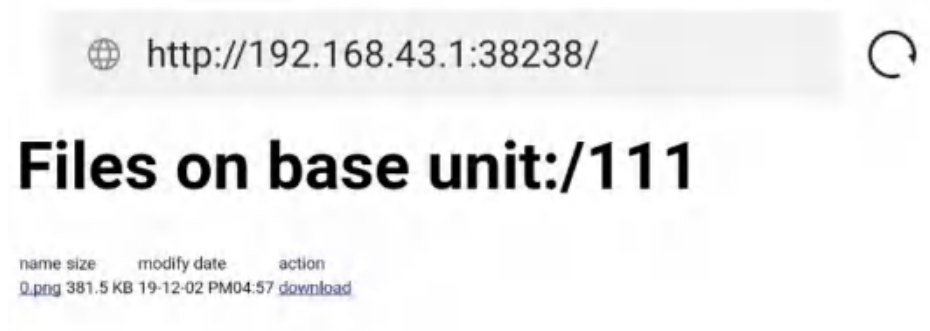 http://192.168.43.1:38238/
Files on base unit:/111
name size modify date action
0.png 381.5 KB 19-12-02 PM04:57 download